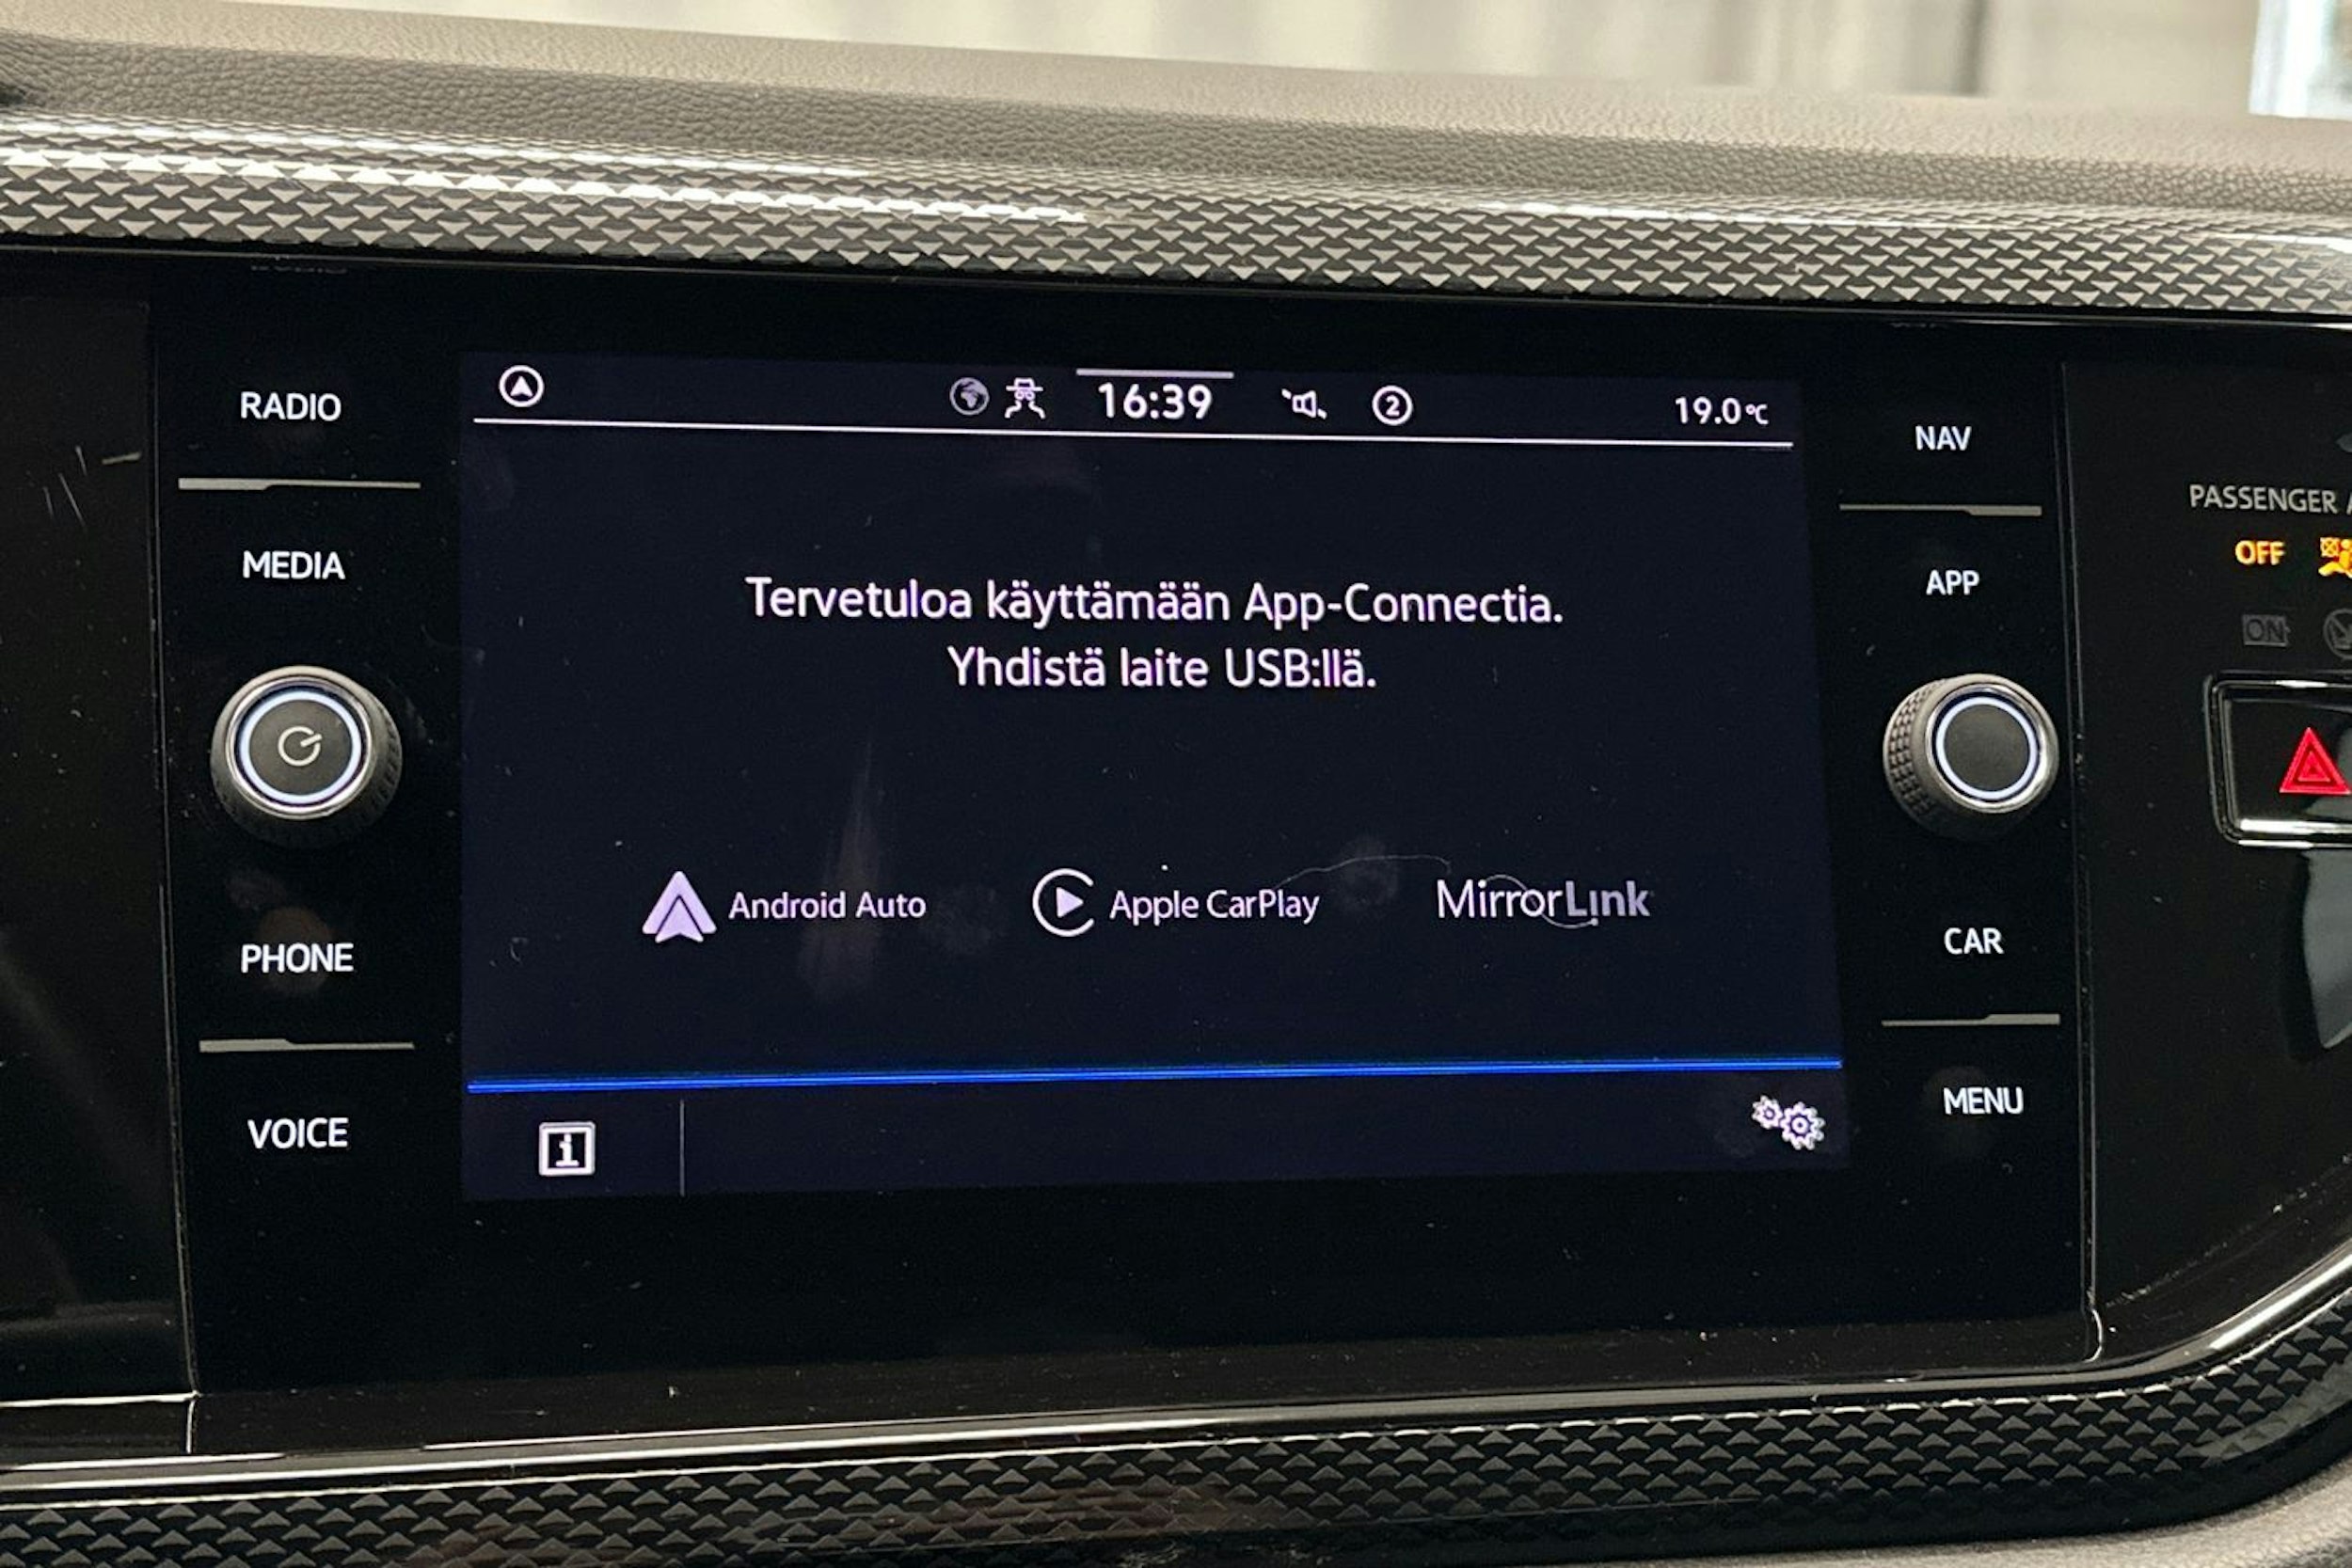 RADIO
MEDIA
PHONE
VOICE
16:39
2
19.0°C
Tervetuloa käyttämään App-Connectia.
Yhdistä laite USB:llä.
Android Auto
Apple CarPlay
MirrorLink
i
NAV
APP
CAR
MENU
PASSENGER
OFF
ON